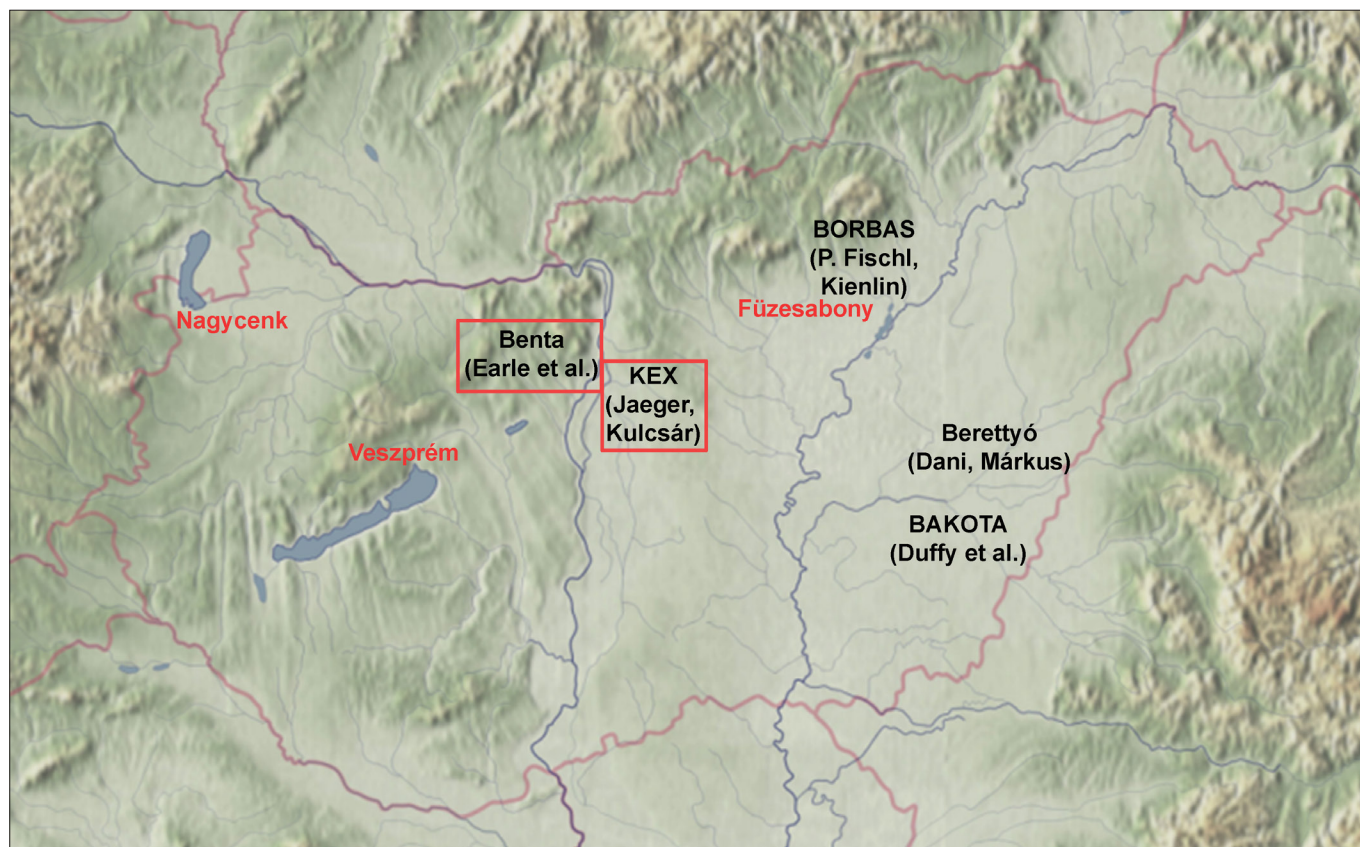 BORBAS
(P. Fischl,
Kienlin)
Füzesabony
Nagycenk
Benta
(Earle et al.)
KEX
(Jaeger,
Kulcsár)
Veszprém
Berettyó
(Dani, Márkus)
BAKOTA
(Duffy et al.)